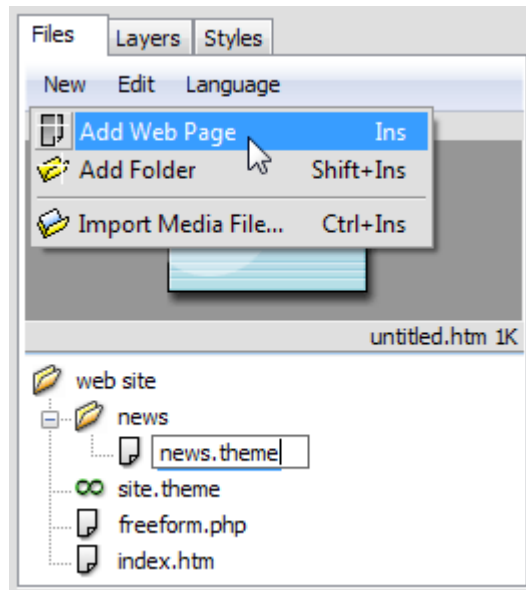 Files Layers Styles
New Edit Language
Add Web Page Ins
Add Folder Shift+Ins
Import Media File... Ctrl+Ins
untitled.htm 1K
web site
news
news.theme
site.theme
freeform.php
index.htm